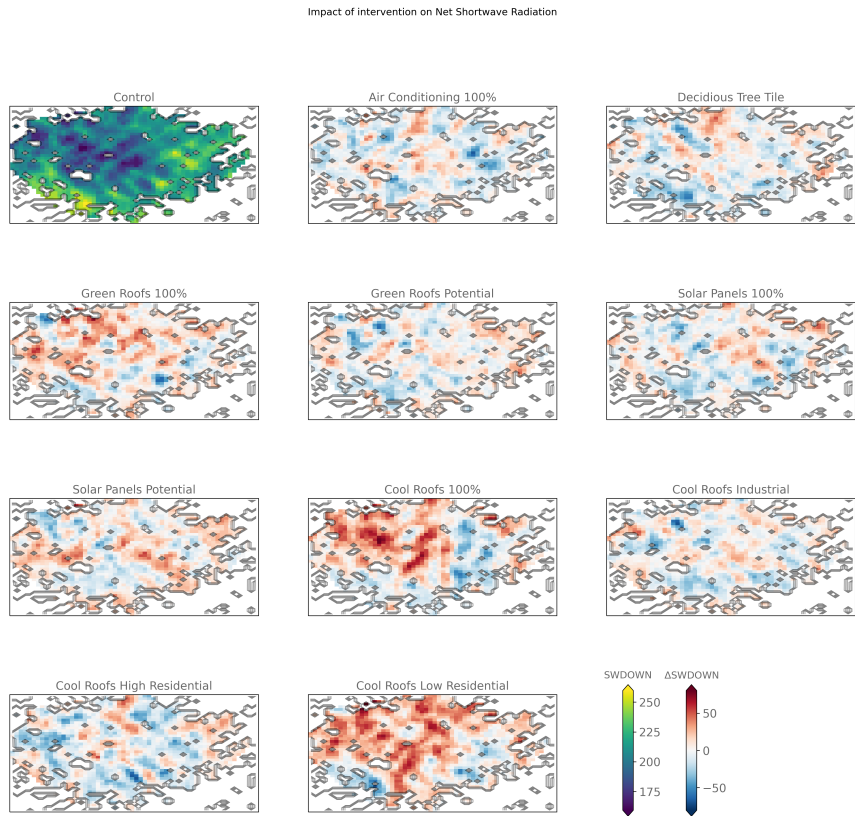 Impact of intervention on Net Shortwave Radiation
Control
Air Conditioning 100%
Decidious Tree Tile
Green Roofs 100%
Green Roofs Potential
Solar Panels 100%
Solar Panels Potential
Cool Roofs 100%
Cool Roofs Industrial
Cool Roofs High Residential
Cool Roofs Low Residential
SWDOWN ΔSWDOWN
250
225
200
175
50
0
−50